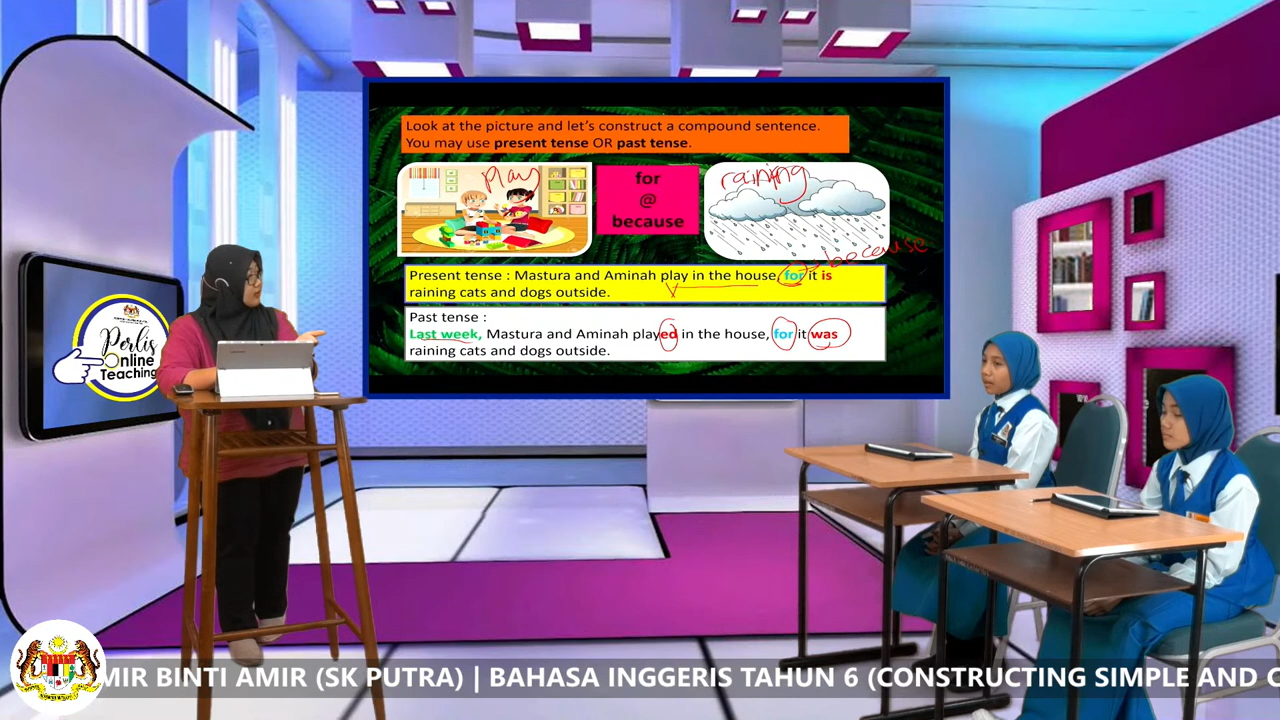 Look at the picture and let's construct a compound sentence.
You may use present tense OR past tense.
play
for
@
because
raining
because
Present tense : Mastura and Aminah play in the house, for it is
raining cats and dogs outside.
Past tense :
Last week, Mastura and Aminah played in the house, for it was
raining cats and dogs outside.
Perlis
Online
Teaching
MIR BINTI AMIR (SK PUTRA) | BAHASA INGGERIS TAHUN 6 (CONSTRUCTING SIMPLE AND C